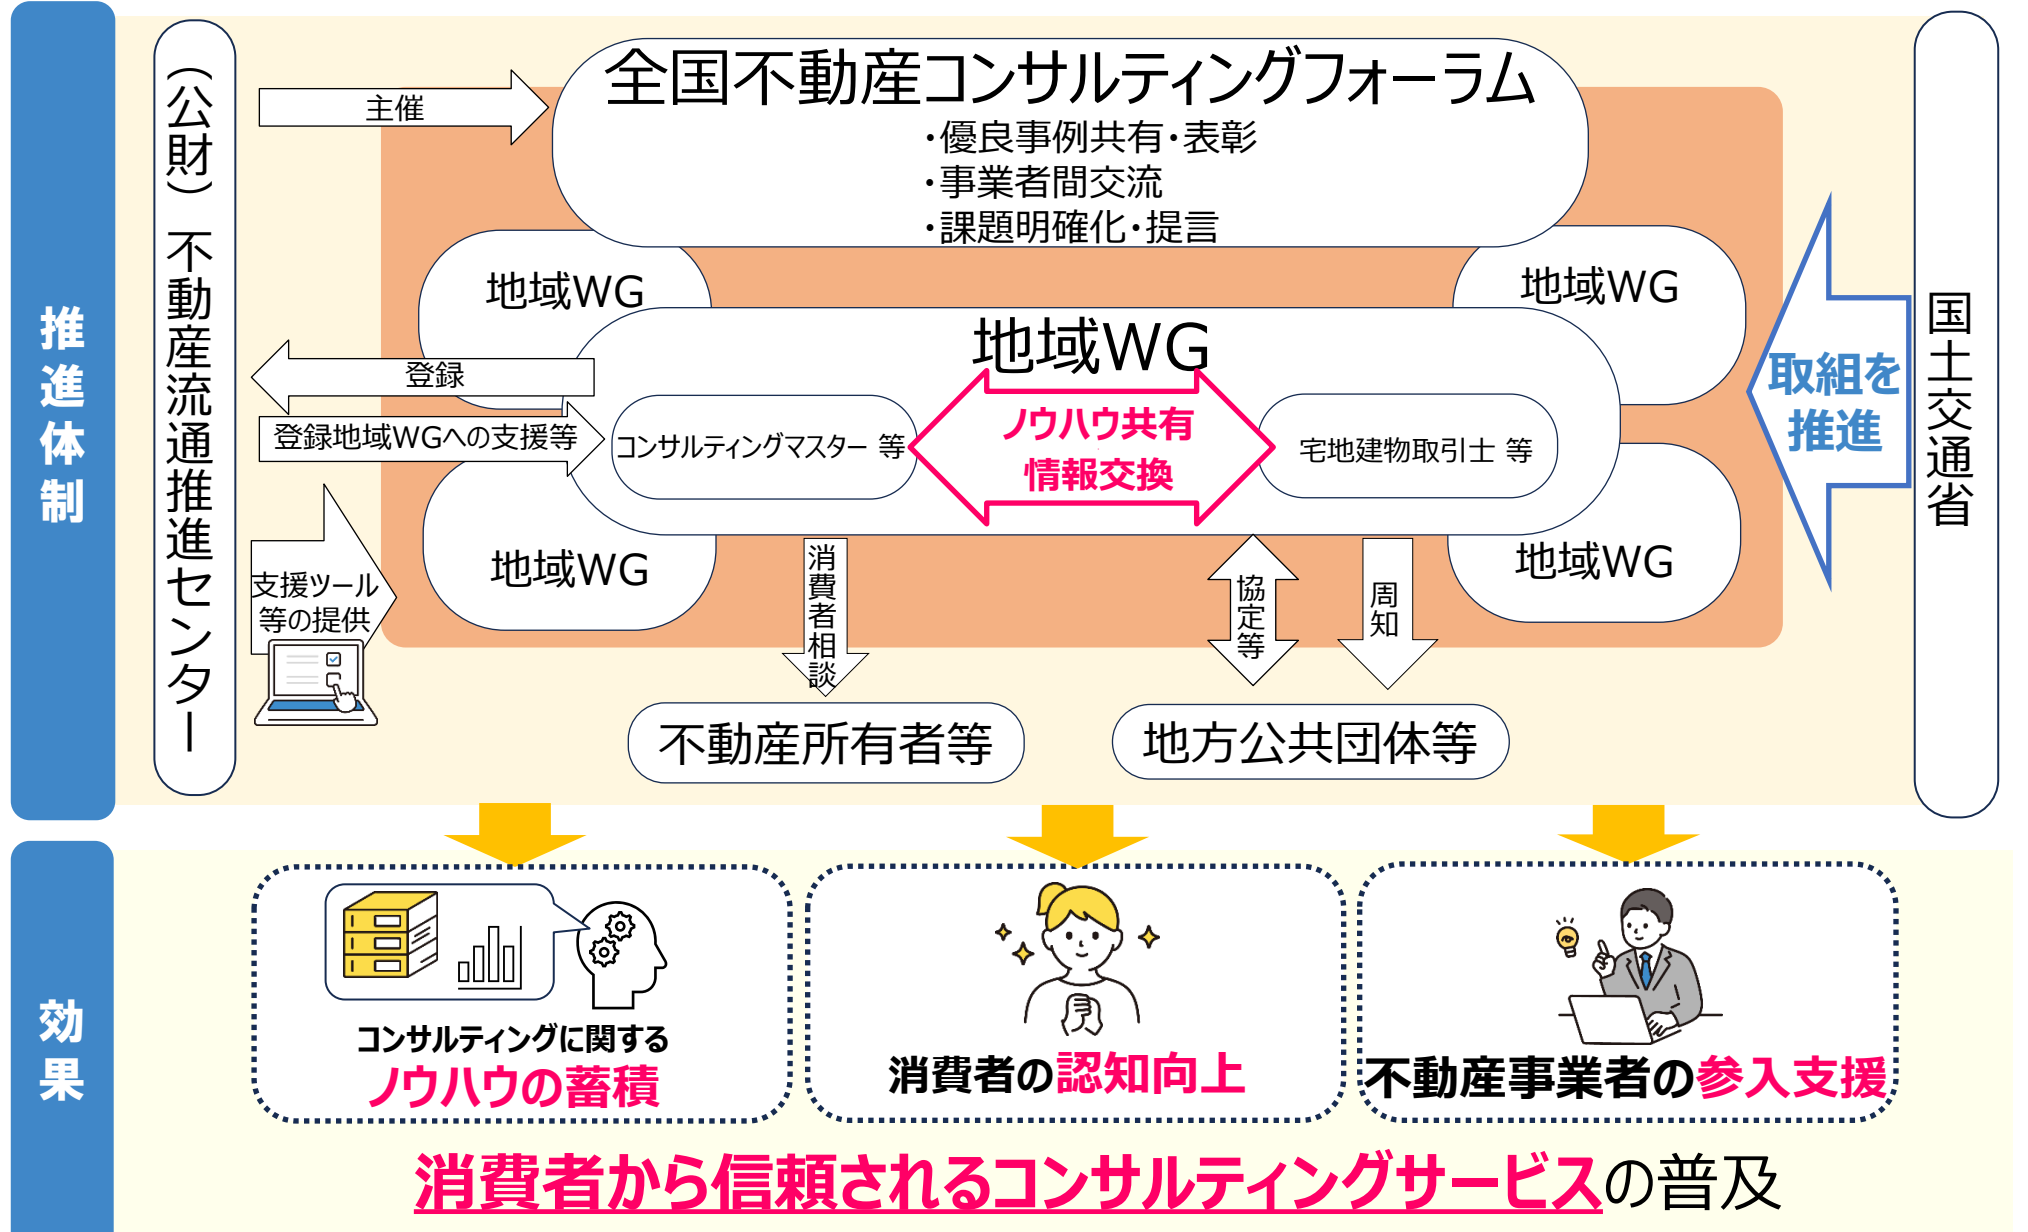 推進体制
（公財）不動産流通推進センター
主催
全国不動産コンサルティングフォーラム
・優良事例共有・表彰
・事業者間交流
・課題明確化・提言
地域WG
地域WG
地域WG
登録
登録地域WGへの支援等
コンサルティングマスター 等
ノウハウ共有
情報交換
宅地建物取引士 等
取組を
推進
国土交通省
地域WG
地域WG
支援ツール
等の提供
消費者相談
協定等
周知
不動産所有者等
地方公共団体等
効果
コンサルティングに関する
ノウハウの蓄積
消費者の認知向上
不動産事業者の参入支援
消費者から信頼されるコンサルティングサービスの普及